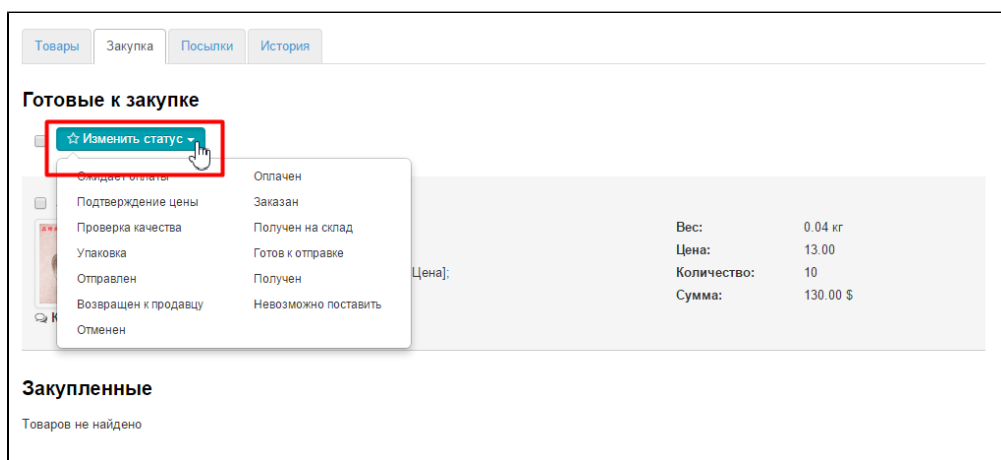 Товары Закупка Посылки История
Готовые к закупке
Изменить статус
Ожидает оплаты Оплачен
Подтверждение цены Заказан
Проверка качества Получен на склад
Упаковка Готов к отправке
Отправлен Получен
Возвращен к продавцу Невозможно поставить
Отменен
Цена];
Вес: 0.04 кг
Цена: 13.00
Количество: 10
Сумма: 130.00 $
К
Закупленные
Товаров не найдено